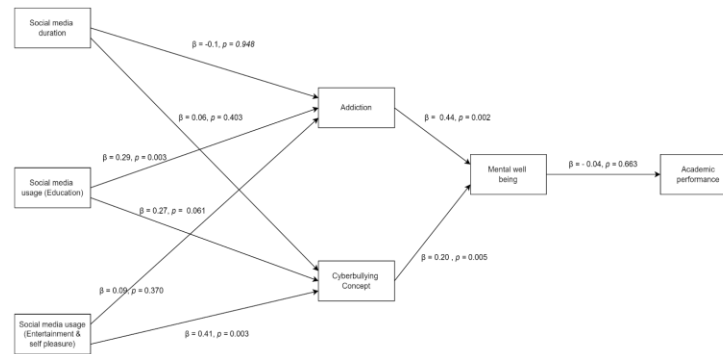 Social media
duration
β = -0.1, p = 0.948
Addiction
β = 0.06, p = 0.403
β = 0.44, p = 0.002
β = 0.29, p = 0.003
Social media
usage (Education)
Mental well
being
β = - 0.04, p = 0.663
Academic
performance
β = 0.27, p = 0.061
β = 0.20 , p = 0.005
β = 0.09, p = 0.370
Cyberbullying
Concept
Social media usage
(Entertainment &
self pleasure)
β = 0.41, p = 0.003